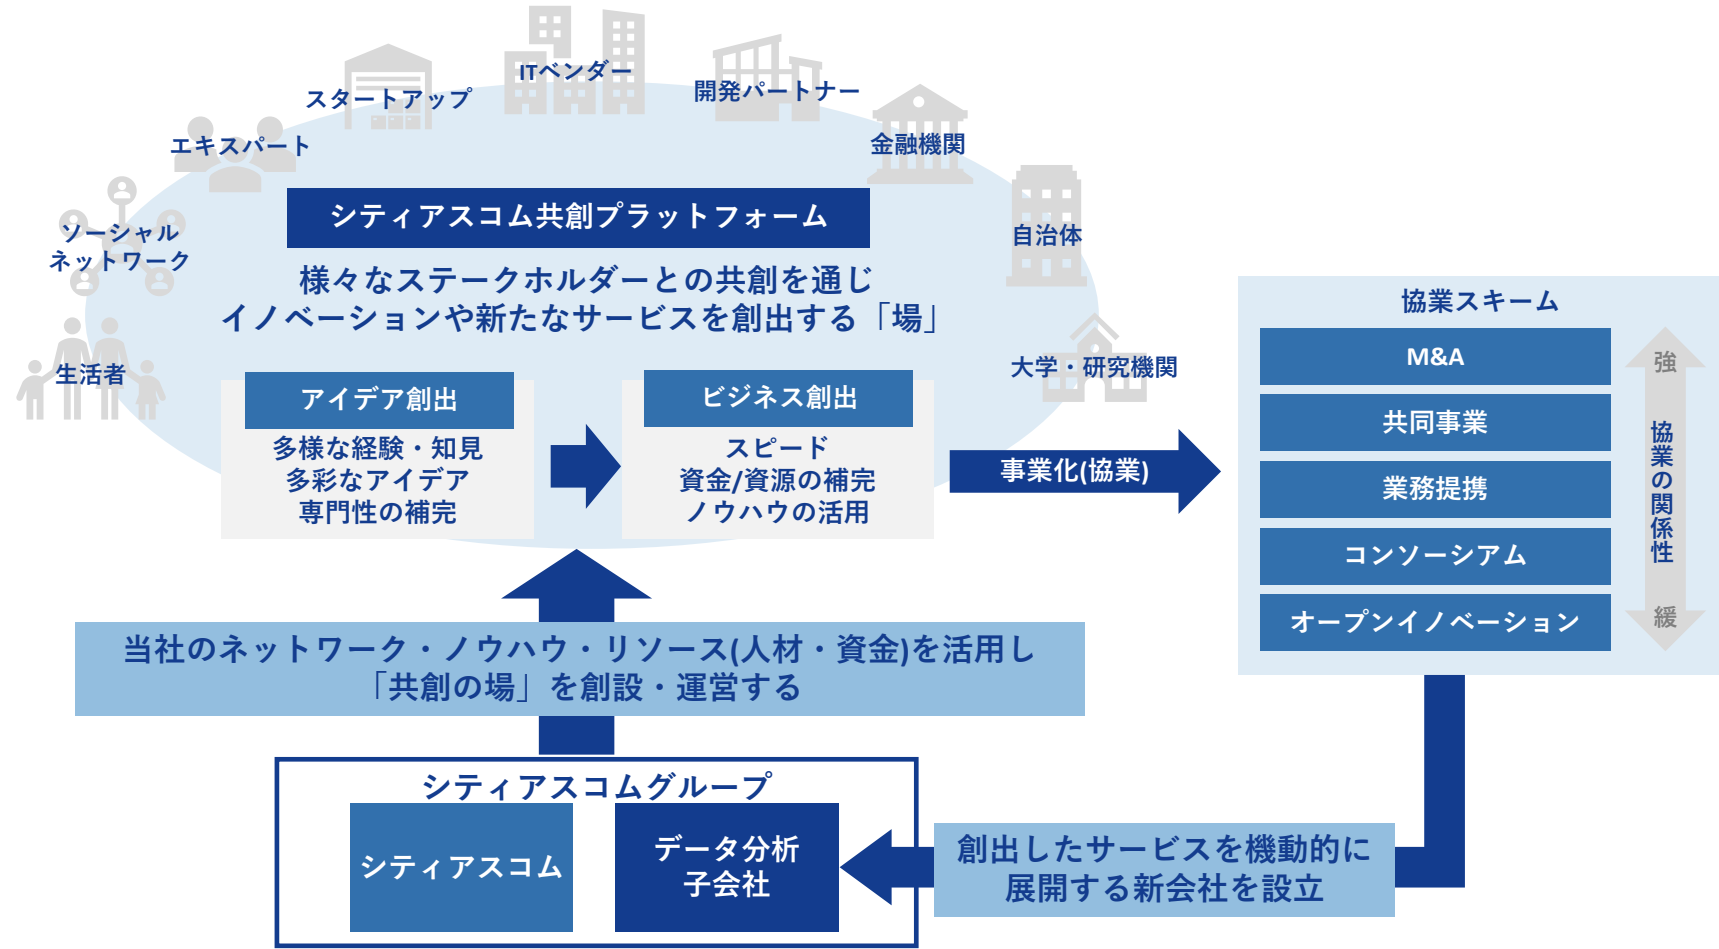 ITベンダー
スタートアップ
開発パートナー
エキスパート
金融機関
ソーシャル
ネットワーク
自治体
生活者
大学・研究機関
シティアスコム共創プラットフォーム
様々なステークホルダーとの共創を通じ
イノベーションや新たなサービスを創出する「場」
アイデア創出
多様な経験・知見
多彩なアイデア
専門性の補完
ビジネス創出
スピード
資金/資源の補完
ノウハウの活用
事業化(協業)
協業スキーム
M&A
共同事業
業務提携
コンソーシアム
オープンイノベーション
強
協業の関係性
緩
当社のネットワーク・ノウハウ・リソース(人材・資金)を活用し
「共創の場」を創設・運営する
シティアスコムグループ
シティアスコム
データ分析
子会社
創出したサービスを機動的に
展開する新会社を設立